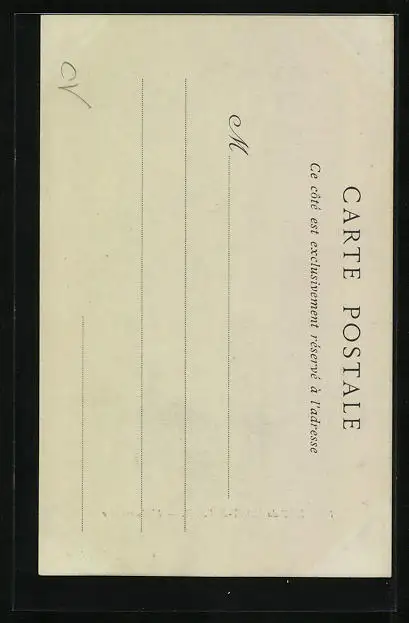 CARTE POSTALE
Ce côté est exclusivement réservé à l'adresse
M